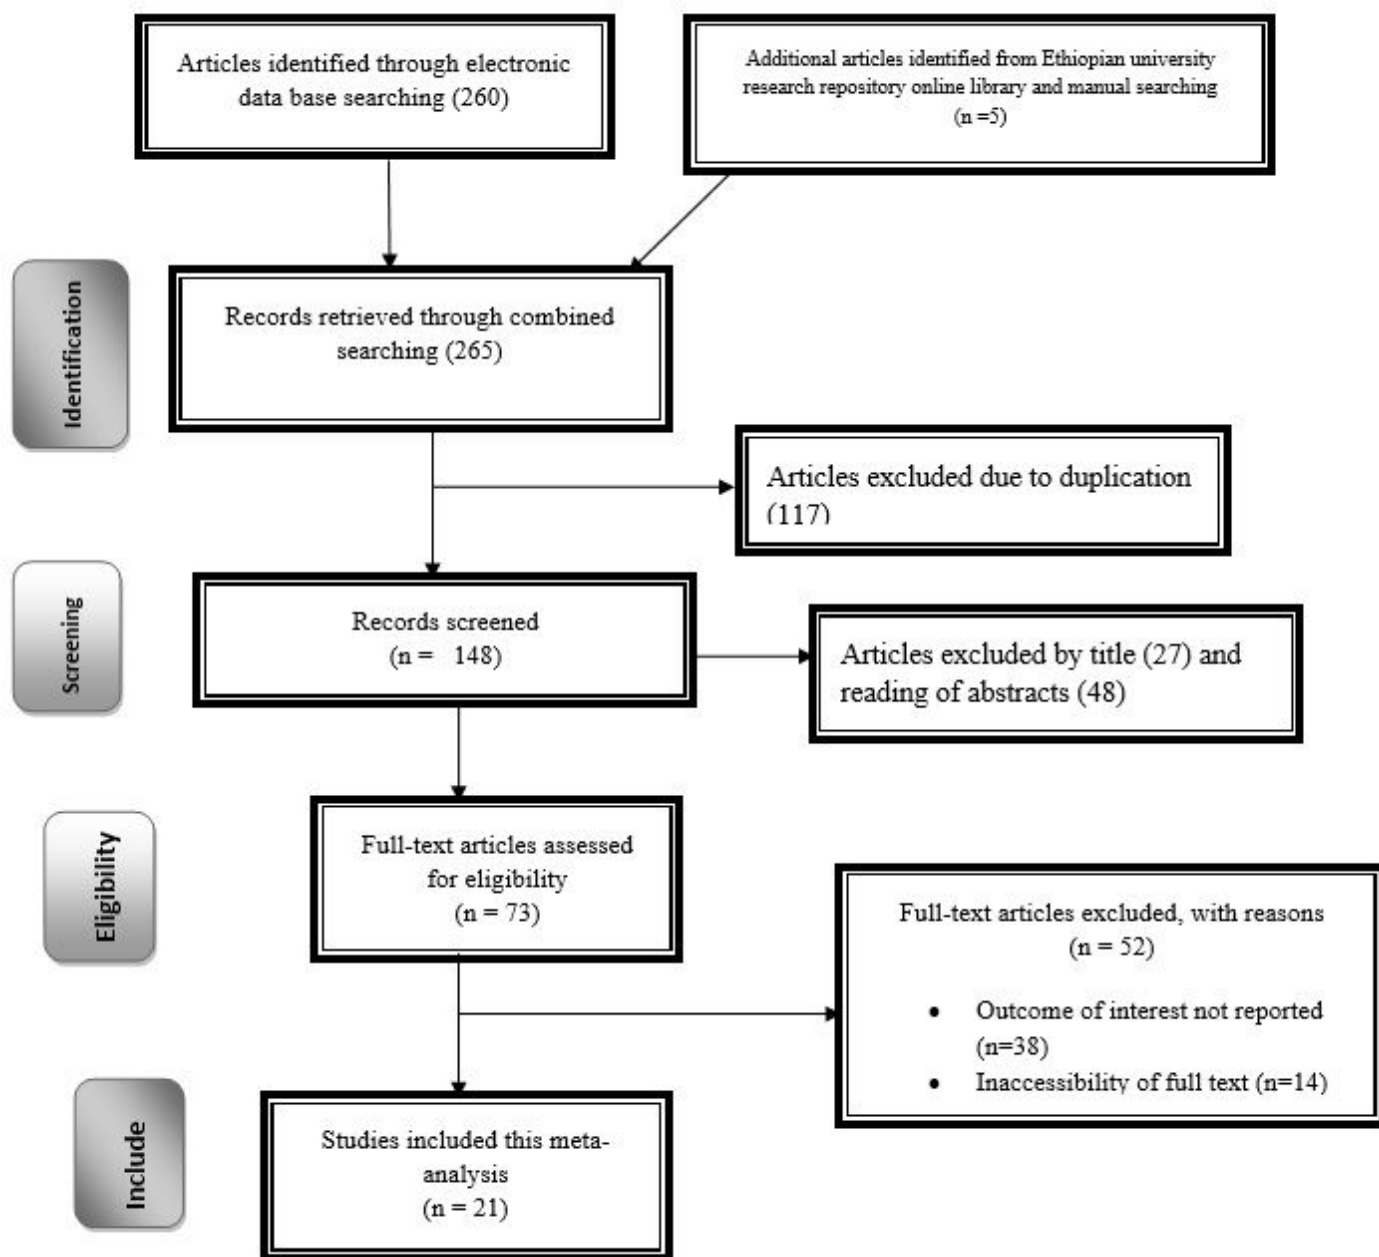 Articles identified through electronic
data base searching (260)
Additional articles identified from Ethiopian university
research repository online library and manual searching
(n =5)
Identification
Records retrieved through combined
searching (265)
Articles excluded due to duplication
(117)
Screening
Records screened
(n = 148)
Articles excluded by title (27) and
reading of abstracts (48)
Eligibility
Full-text articles assessed
for eligibility
(n = 73)
Full-text articles excluded, with reasons
(n = 52)
• Outcome of interest not reported
(n=38)
• Inaccessibility of full text (n=14)
Include
Studies included this meta-
analysis
(n = 21)